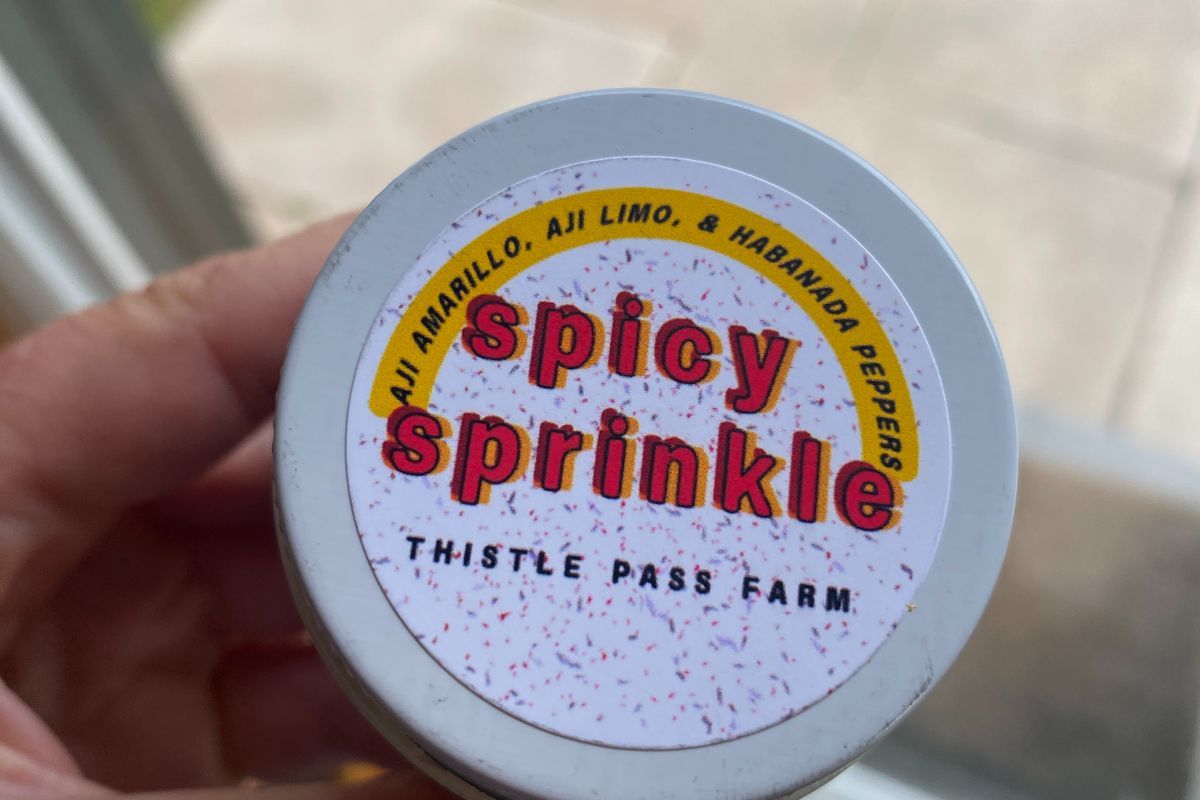 AJI AMARILLO, AJI LIMO, & HABANADA PEPPERS
spicy
sprinkle
THISTLE PASS FARM